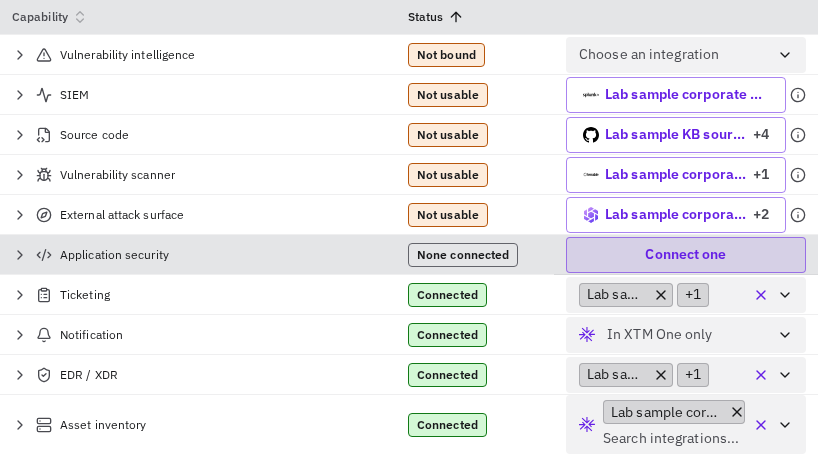 Capability Status
Vulnerability intelligence Not bound Choose an integration
SIEM Not usable Lab sample corporate ...
Source code Not usable Lab sample KB sour... +4
Vulnerability scanner Not usable Lab sample corpora... +1
External attack surface Not usable Lab sample corpora... +2
Application security None connected Connect one
Ticketing Connected Lab sa... +1
Notification Connected In XTM One only
EDR / XDR Connected Lab sa... +1
Asset inventory Connected Lab sample cor...
Search integrations...